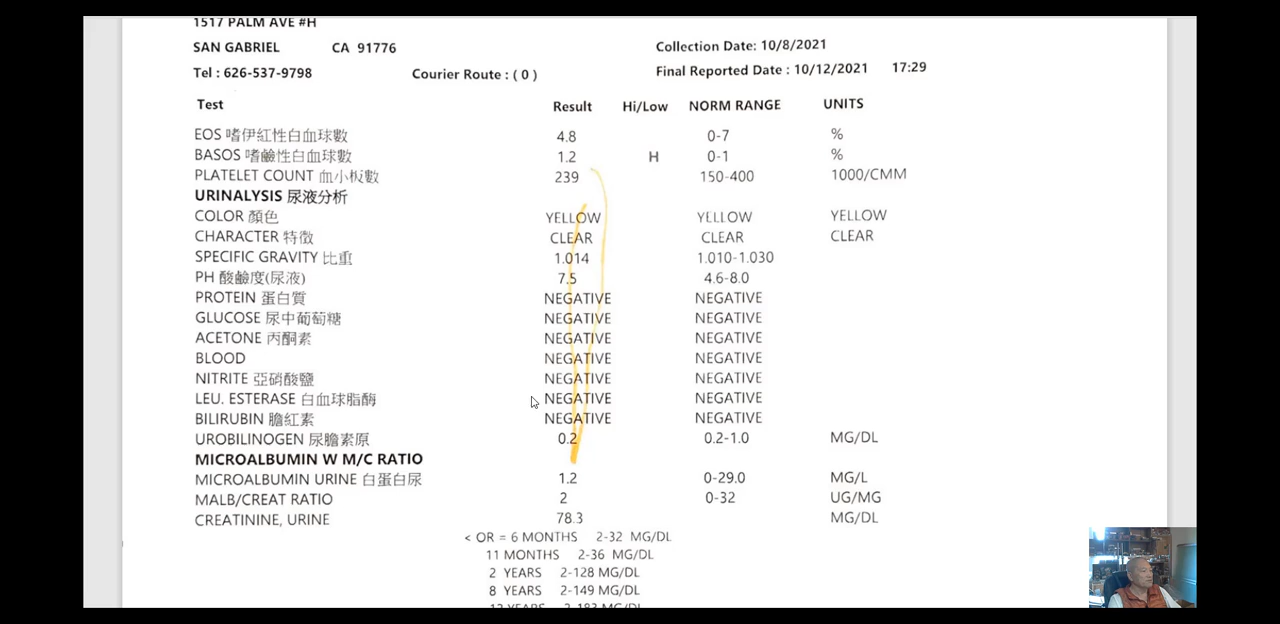 1517 PALM AVE #H
SAN GABRIEL CA 91776 Collection Date: 10/8/2021
Tel : 626-537-9798 Courier Route : ( 0 ) Final Reported Date : 10/12/2021 17:29
Test Result Hi/Low NORM RANGE UNITS
EOS 嗜伊紅性白血球數 4.8 0-7 %
BASOS 嗜鹼性白血球數 1.2 H 0-1 %
PLATELET COUNT 血小板數 239 150-400 1000/CMM
URINALYSIS 尿液分析
COLOR 顏色 YELLOW YELLOW YELLOW
CHARACTER 特徵 CLEAR CLEAR CLEAR
SPECIFIC GRAVITY 比重 1.014 1.010-1.030
PH 酸鹼度(尿液) 7.5 4.6-8.0
PROTEIN 蛋白質 NEGATIVE NEGATIVE
GLUCOSE 尿中葡萄糖 NEGATIVE NEGATIVE
ACETONE 丙酮素 NEGATIVE NEGATIVE
BLOOD NEGATIVE NEGATIVE
NITRITE 亞硝酸鹽 NEGATIVE NEGATIVE
LEU. ESTERASE 白血球脂酶 NEGATIVE NEGATIVE
BILIRUBIN 膽紅素 NEGATIVE NEGATIVE
UROBILINOGEN 尿膽素原 0.2 0.2-1.0 MG/DL
MICROALBUMIN W M/C RATIO
MICROALBUMIN URINE 白蛋白尿 1.2 0-29.0 MG/L
MALB/CREAT RATIO 2 0-32 UG/MG
CREATININE, URINE 78.3 MG/DL
< OR = 6 MONTHS 2-32 MG/DL
11 MONTHS 2-36 MG/DL
2 YEARS 2-128 MG/DL
8 YEARS 2-149 MG/DL
12 YEARS 2-183 MG/DL